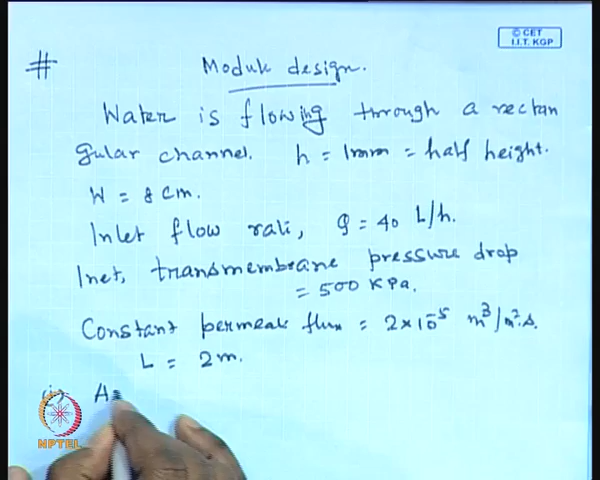 © CET
I.I.T. KGP
# Module design.
Water is flowing through a rectan
gular channel. h = 1mm = half height.
W = 8 cm.
Inlet flow rate, Q = 40 L/h.
Inet, transmembrane pressure drop
= 500 KPa.
Constant permeate flux = 2×10⁻⁵ m³/m².s.
L = 2m.
(i) A
NPTEL